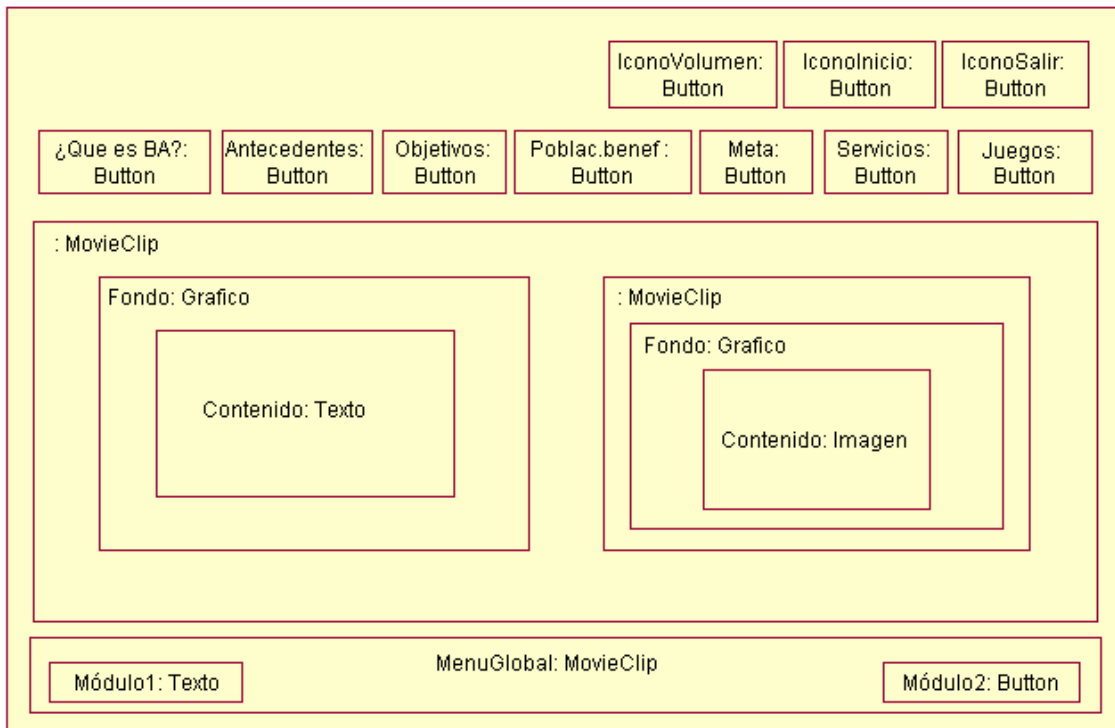 IconoVolumen:
Button
IconoInicio:
Button
IconoSalir:
Button
¿Que es BA?:
Button
Antecedentes:
Button
Objetivos:
Button
Poblac.benef :
Button
Meta:
Button
Servicios:
Button
Juegos:
Button
: MovieClip
Fondo: Grafico
Contenido: Texto
: MovieClip
Fondo: Grafico
Contenido: Imagen
MenuGlobal: MovieClip
Módulo1: Texto
Módulo2: Button